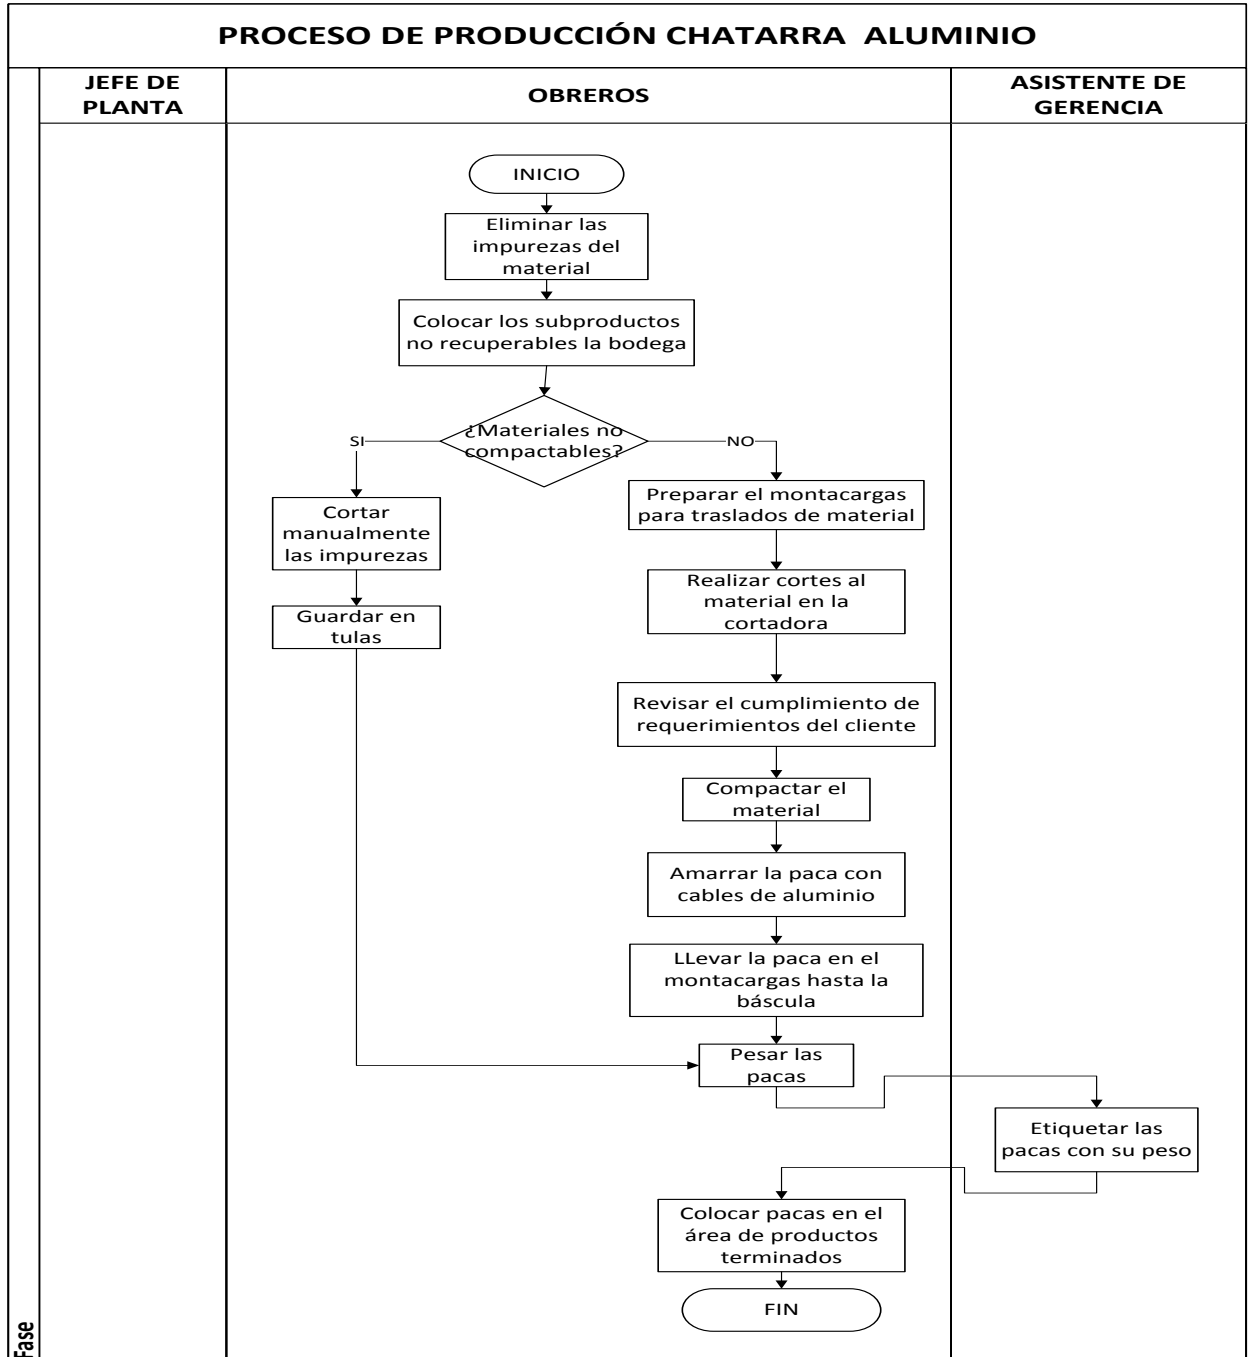 PROCESO DE PRODUCCIÓN CHATARRA ALUMINIO
JEFE DE
PLANTA
OBREROS
ASISTENTE DE
GERENCIA
INICIO
Eliminar las
impurezas del
material
Colocar los subproductos
no recuperables la bodega
¿Materiales no
compactables?
SI
NO
Cortar
manualmente
las impurezas
Guardar en
tulas
Preparar el montacargas
para traslados de material
Realizar cortes al
material en la
cortadora
Revisar el cumplimiento de
requerimientos del cliente
Compactar el
material
Amarrar la paca con
cables de aluminio
LLevar la paca en el
montacargas hasta la
báscula
Pesar las
pacas
Etiquetar las
pacas con su peso
Colocar pacas en el
área de productos
terminados
FIN
Fase